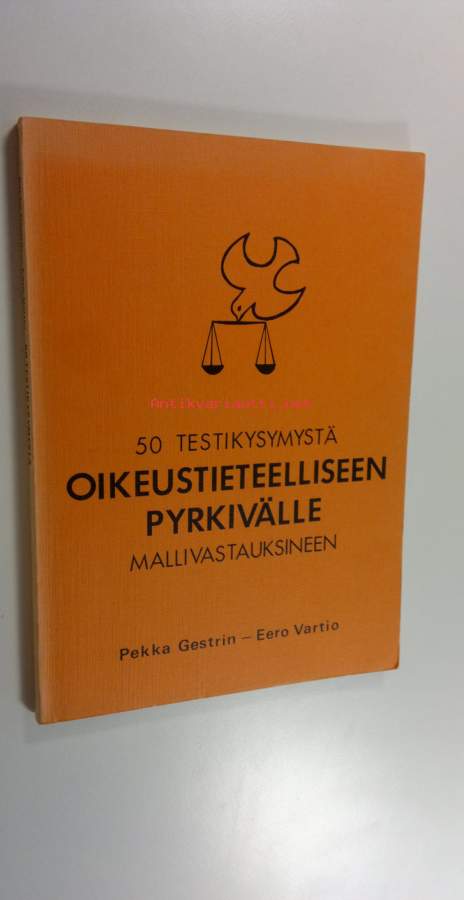 Antikvariaatti.net
50 TESTIKYSYMYSTÄ
OIKEUSTIETEELLISEEN
PYRKIVÄLLE
MALLIVASTAUKSINEEN
Pekka Gestrin – Eero Vartio